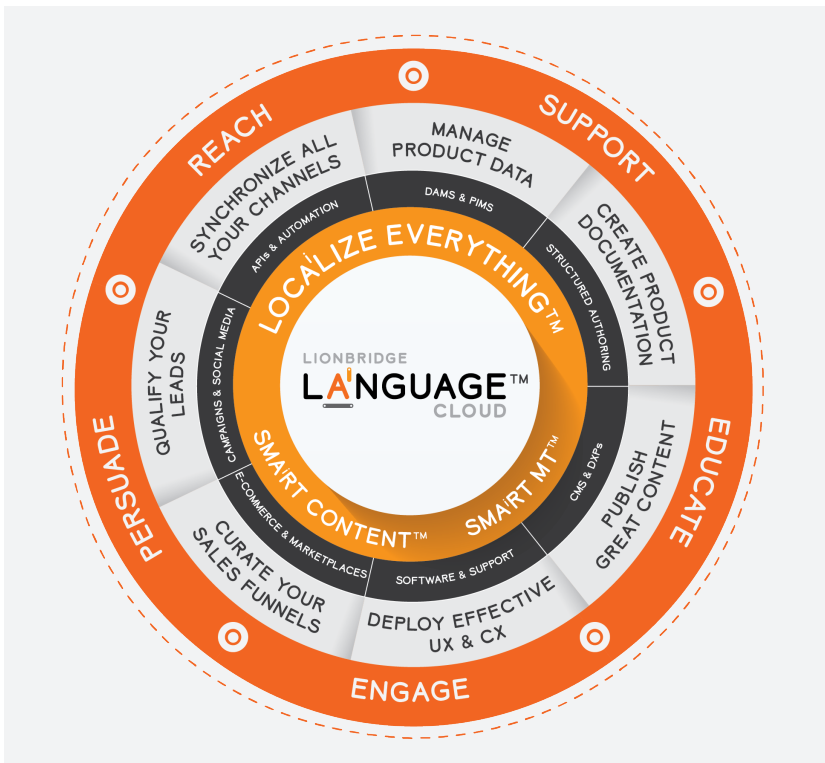 REACH
SUPPORT
EDUCATE
ENGAGE
PERSUADE
SYNCHRONIZE ALL
YOUR CHANNELS
MANAGE
PRODUCT DATA
CREATE PRODUCT
DOCUMENTATION
PUBLISH
GREAT CONTENT
DEPLOY EFFECTIVE
UX & CX
CURATE YOUR
SALES FUNNELS
QUALIFY YOUR
LEADS
APIs & AUTOMATION
DAMS & PIMS
STRUCTURED AUTHORING
CMS & DXPs
SOFTWARE & SUPPORT
E-COMMERCE & MARKETPLACES
CAMPAIGNS & SOCIAL MEDIA
LOCALIZE EVERYTHING™
SMAiRT MT™
SMAiRT CONTENT™
LIONBRIDGE
LANGUAGE™
CLOUD